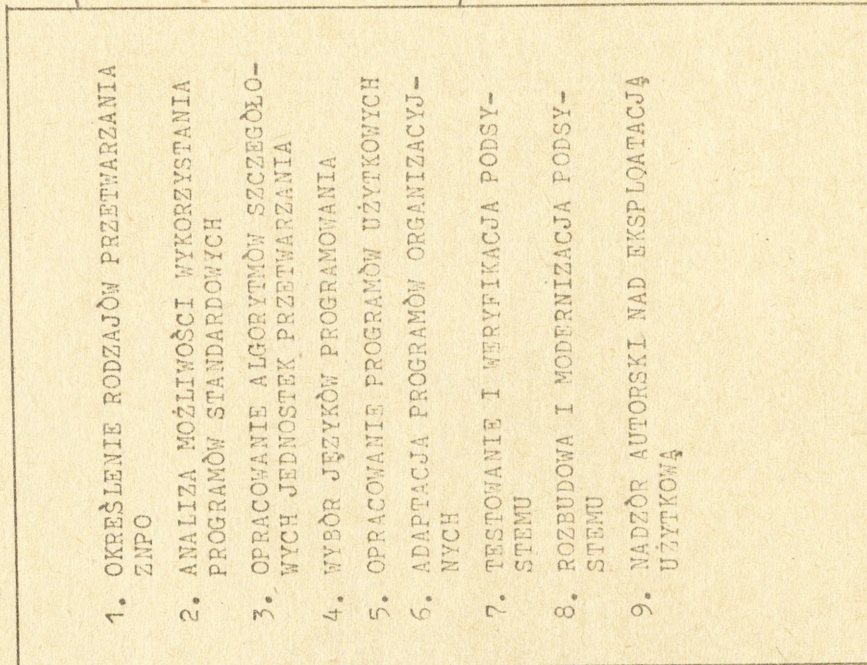 1. OKREŚLENIE RODZAJÓW PRZETWARZANIA
ZNPO
2. ANALIZA MOŻLIWOŚCI WYKORZYSTANIA
PROGRAMÓW STANDARDOWYCH
3. OPRACOWANIE ALGORYTMÓW SZCZEGÓŁO-
WYCH JEDNOSTEK PRZETWARZANIA
4. WYBÓR JĘZYKÓW PROGRAMOWANIA
5. OPRACOWANIE PROGRAMÓW UŻYTKOWYCH
6. ADAPTACJA PROGRAMÓW ORGANIZACYJ-
NYCH
7. TESTOWANIE I WERYFIKACJA PODSY-
STEMU
8. ROZBUDOWA I MODERNIZACJA PODSY-
STEMU
9. NADZÓR AUTORSKI NAD EKSPLOATACJĄ
UŻYTKOWĄ